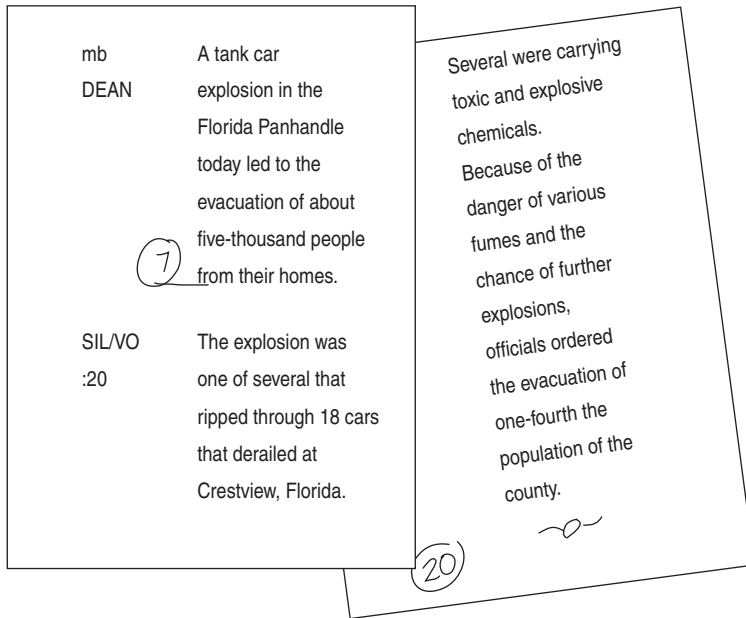 mb A tank car
DEAN explosion in the
Florida Panhandle
today led to the
evacuation of about
five-thousand people
7 from their homes.
SIL/VO The explosion was
:20 one of several that
ripped through 18 cars
that derailed at
Crestview, Florida.
Several were carrying
toxic and explosive
chemicals.
Because of the
danger of various
fumes and the
chance of further
explosions,
officials ordered
the evacuation of
one-fourth the
population of the
county.
20